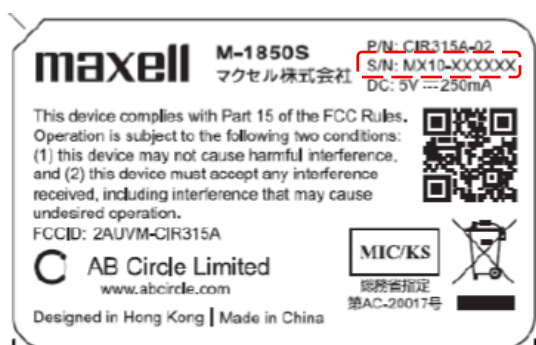 maxell
M-1850S
マクセル株式会社
P/N: CIR315A-02
S/N: MX10-XXXXXX
DC: 5V ⎓ 250mA
This device complies with Part 15 of the FCC Rules.
Operation is subject to the following two conditions:
(1) this device may not cause harmful interference,
and (2) this device must accept any interference
received, including interference that may cause
undesired operation.
FCCID: 2AUVM-CIR315A
AB Circle Limited
www.abcircle.com
Designed in Hong Kong | Made in China
MIC/KS
総務省指定
第AC-20017号